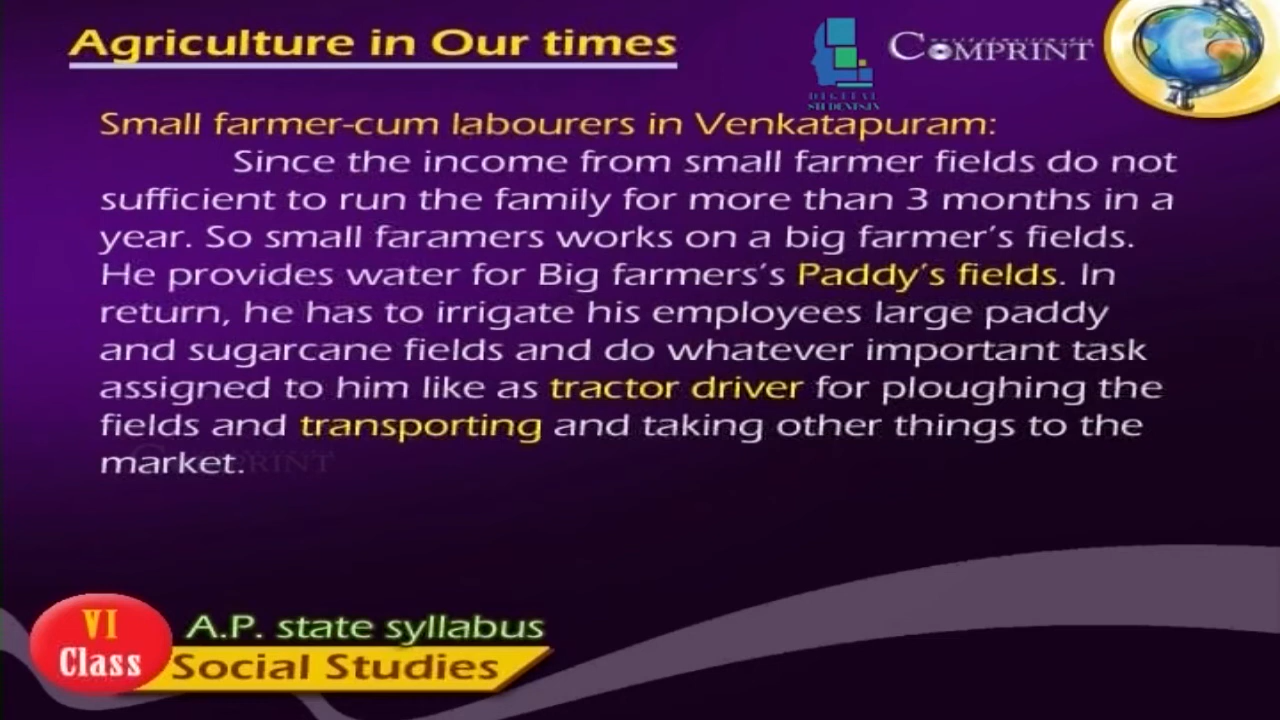 Agriculture in Our times
COMPRINT
DIGITAL
STUDENTS.IN
Small farmer-cum labourers in Venkatapuram:
Since the income from small farmer fields do not
sufficient to run the family for more than 3 months in a
year. So small faramers works on a big farmer's fields.
He provides water for Big farmers's Paddy's fields. In
return, he has to irrigate his employees large paddy
and sugarcane fields and do whatever important task
assigned to him like as tractor driver for ploughing the
fields and transporting and taking other things to the
market.
COMPRINT
VI
Class
A.P. state syllabus
Social Studies